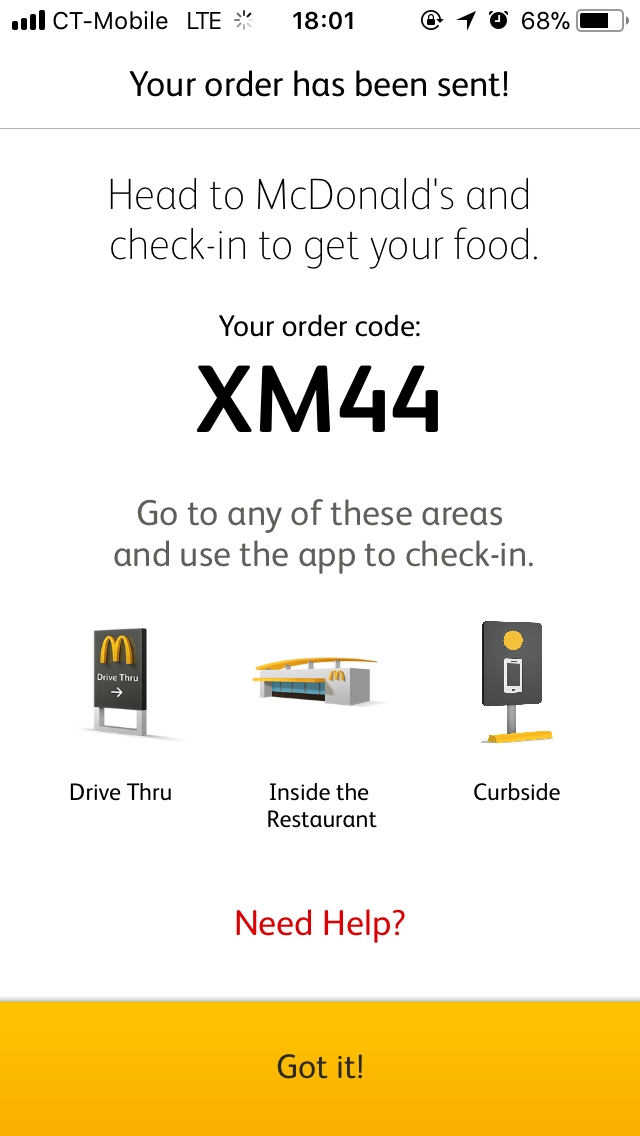 CT-Mobile LTE 18:01 68%
Your order has been sent!
Head to McDonald's and
check-in to get your food.
Your order code:
XM44
Go to any of these areas
and use the app to check-in.
Drive Thru
Drive Thru
Inside the
Restaurant
Curbside
Need Help?
Got it!